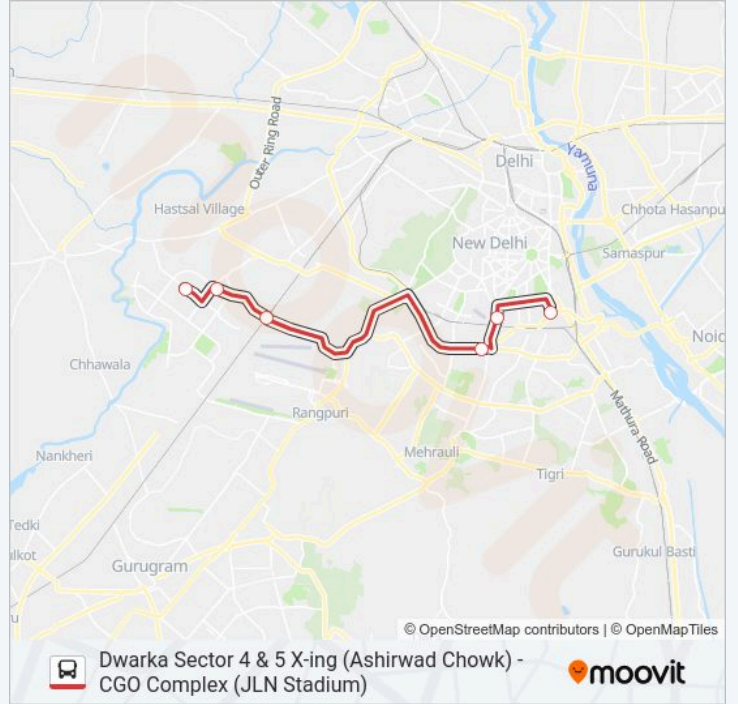 Outer Ring Road
Delhi
Yamuna
Hastsal Village
Chhota Hasanpu
New Delhi
Samaspur
Noid
Chhawala
Rangpuri
Mathura Road
Mehrauli
Nankheri
Tigri
Tedki
ulkot
Gurukul Basti
Gurugram
ru
© OpenStreetMap contributors | © OpenMapTiles
Dwarka Sector 4 & 5 X-ing (Ashirwad Chowk) -
CGO Complex (JLN Stadium)
moovit